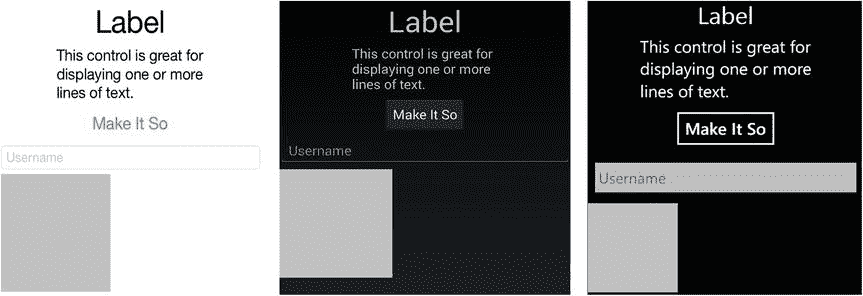 Label
This control is great for
displaying one or more
lines of text.
Make It So
Username
Label
This control is great for
displaying one or more
lines of text.
Make It So
Username
Label
This control is great for
displaying one or more
lines of text.
Make It So
Username